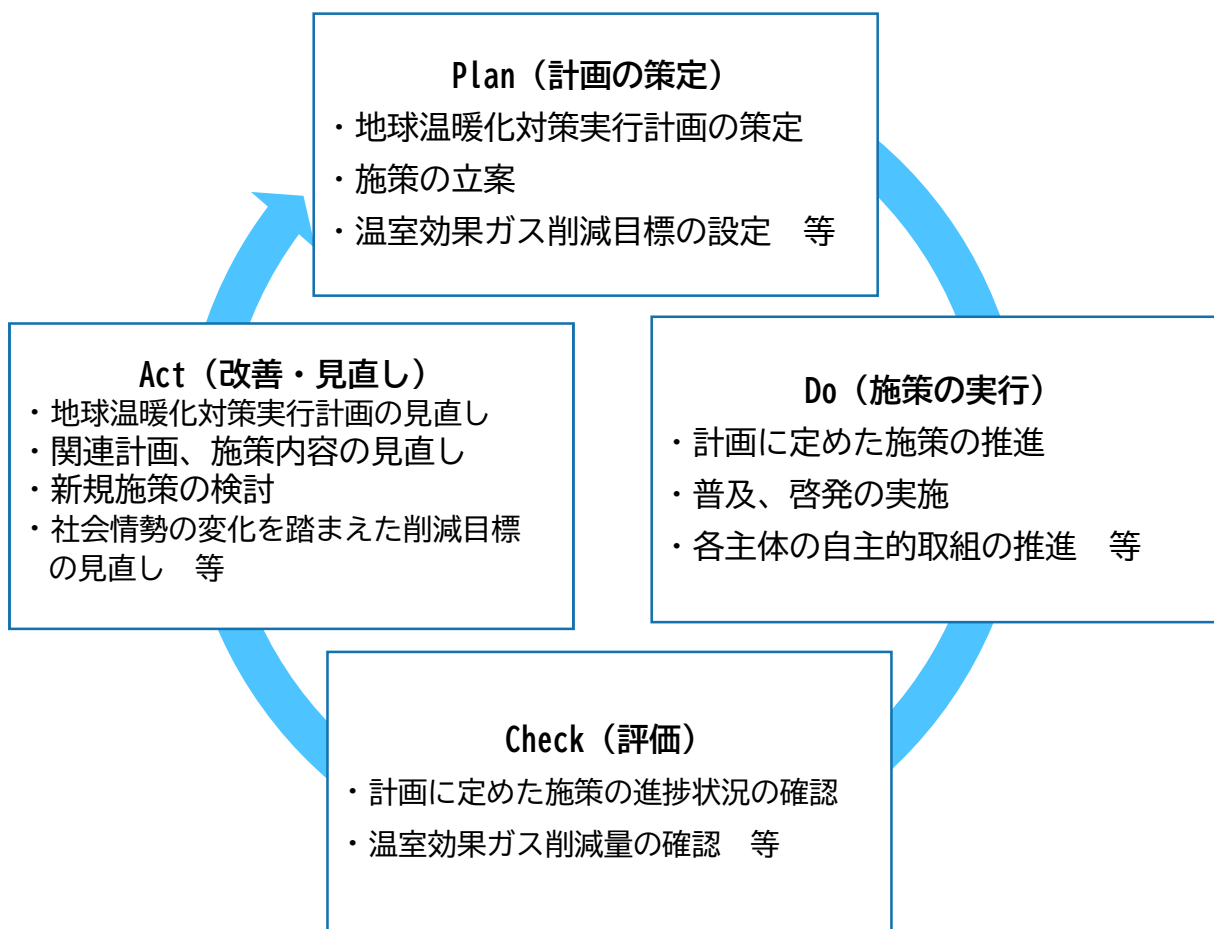 Plan（計画の策定）
・地球温暖化対策実行計画の策定
・施策の立案
・温室効果ガス削減目標の設定　等
Do（施策の実行）
・計画に定めた施策の推進
・普及、啓発の実施
・各主体の自主的取組の推進　等
Check（評価）
・計画に定めた施策の進捗状況の確認
・温室効果ガス削減量の確認　等
Act（改善・見直し）
・地球温暖化対策実行計画の見直し
・関連計画、施策内容の見直し
・新規施策の検討
・社会情勢の変化を踏まえた削減目標
の見直し　等